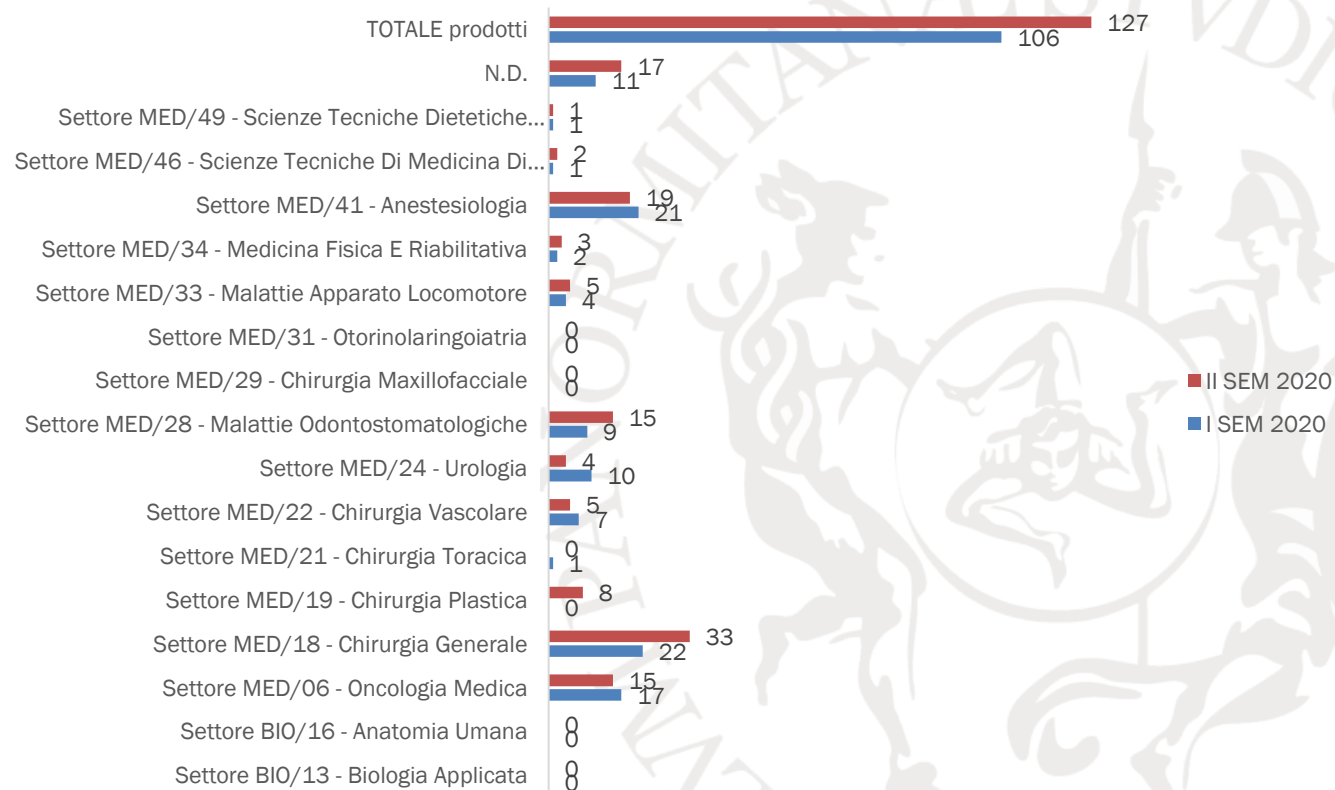 TOTALE prodotti
127
106
N.D.
17
11
Settore MED/49 - Scienze Tecniche Dietetiche...
1
1
Settore MED/46 - Scienze Tecniche Di Medicina Di...
2
1
Settore MED/41 - Anestesiologia
19
21
Settore MED/34 - Medicina Fisica E Riabilitativa
3
2
Settore MED/33 - Malattie Apparato Locomotore
5
4
Settore MED/31 - Otorinolaringoiatria
0
0
Settore MED/29 - Chirurgia Maxillofacciale
0
0
Settore MED/28 - Malattie Odontostomatologiche
15
9
Settore MED/24 - Urologia
4
10
Settore MED/22 - Chirurgia Vascolare
5
7
Settore MED/21 - Chirurgia Toracica
0
1
Settore MED/19 - Chirurgia Plastica
8
0
Settore MED/18 - Chirurgia Generale
33
22
Settore MED/06 - Oncologia Medica
15
17
Settore BIO/16 - Anatomia Umana
0
0
Settore BIO/13 - Biologia Applicata
0
0
II SEM 2020
I SEM 2020